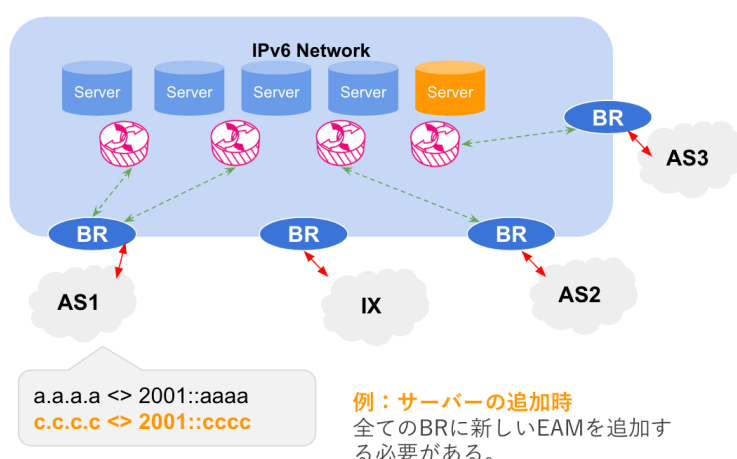 IPv6 Network
Server
Server
Server
Server
Server
BR
AS3
BR
BR
BR
AS1
IX
AS2
a.a.a.a <> 2001::aaaa
c.c.c.c <> 2001::cccc
例：サーバーの追加時
全てのBRに新しいEAMを追加す
る必要がある。